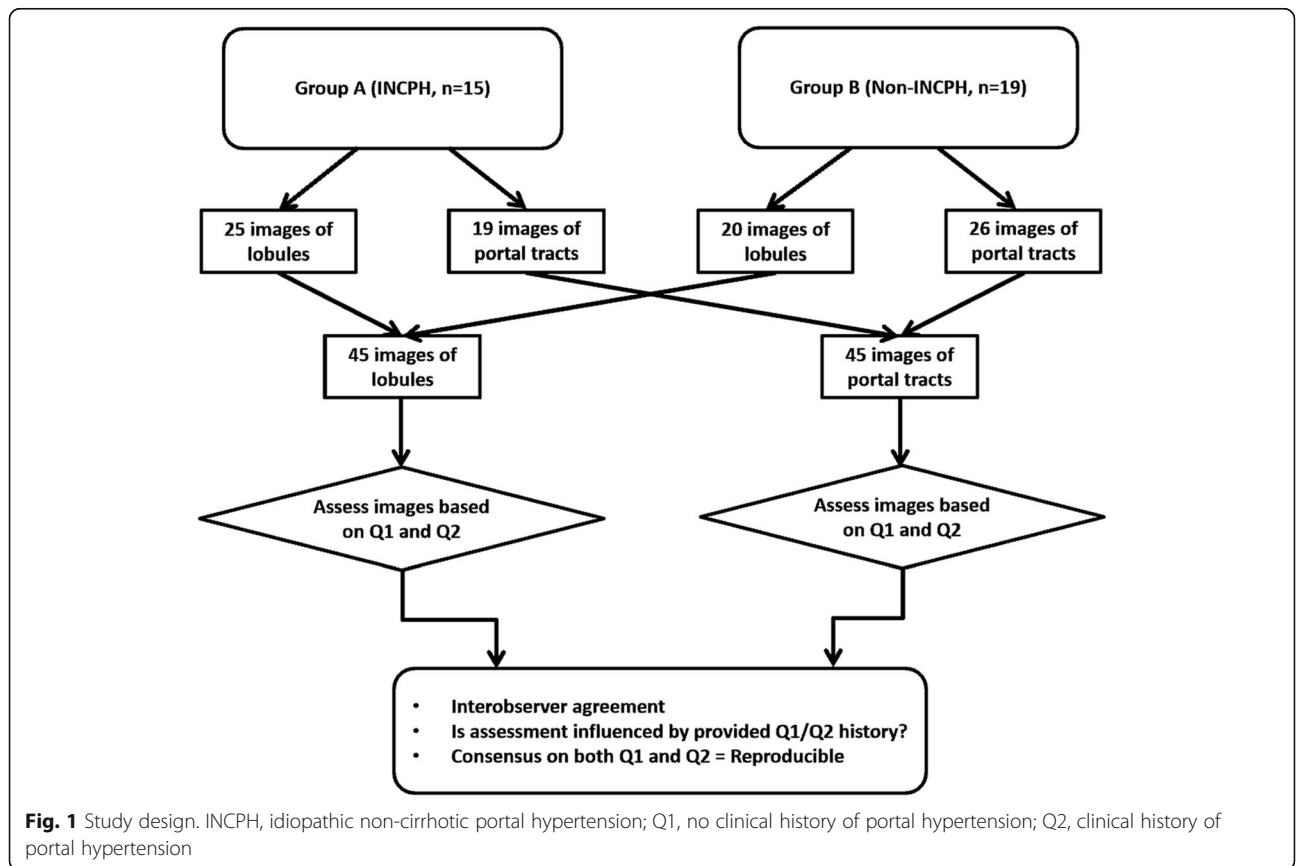 Group A (INCPH, n=15)
Group B (Non-INCPH, n=19)
25 images of
lobules
19 images of
portal tracts
20 images of
lobules
26 images of
portal tracts
45 images of
lobules
45 images of
portal tracts
Assess images based
on Q1 and Q2
Assess images based
on Q1 and Q2
• Interobserver agreement
• Is assessment influenced by provided Q1/Q2 history?
• Consensus on both Q1 and Q2 = Reproducible
Fig. 1 Study design. INCPH, idiopathic non-cirrhotic portal hypertension; Q1, no clinical history of portal hypertension; Q2, clinical history of
portal hypertension